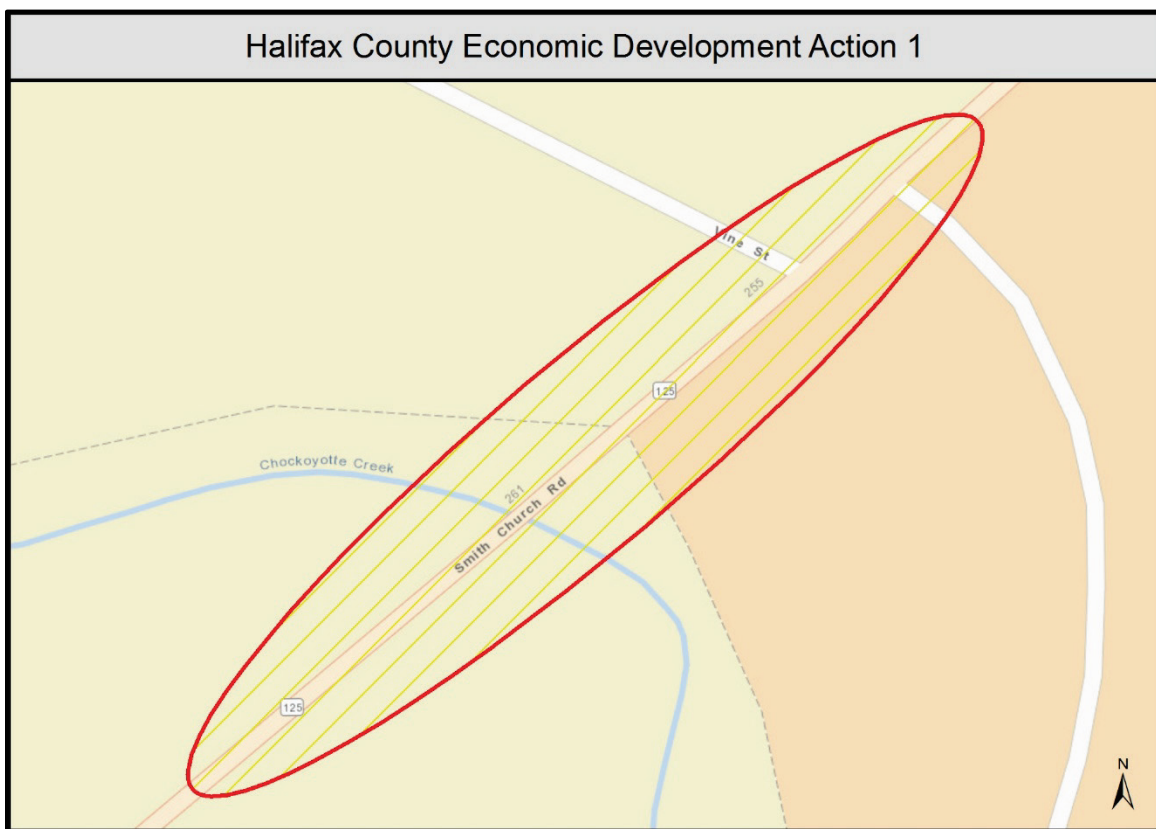 Halifax County Economic Development Action 1
Vine St
255
125
Chockoyotte Creek
261
Smith Church Rd
125
N